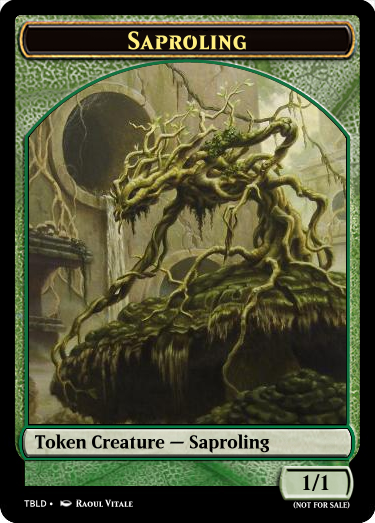 Saproling
Token Creature — Saproling
1/1
TBLD • Raoul Vitale
(NOT FOR SALE)